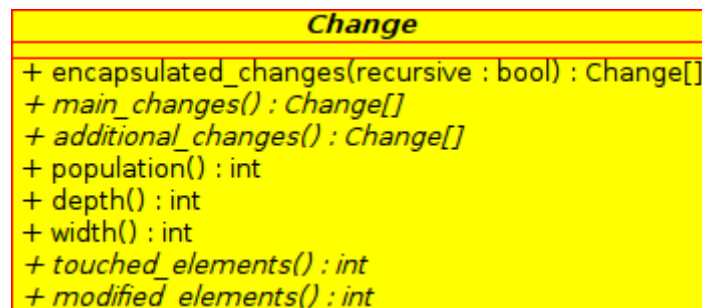 Change
+ encapsulated_changes(recursive : bool) : Change[]
+ main_changes() : Change[]
+ additional_changes() : Change[]
+ population() : int
+ depth() : int
+ width() : int
+ touched_elements() : int
+ modified_elements() : int